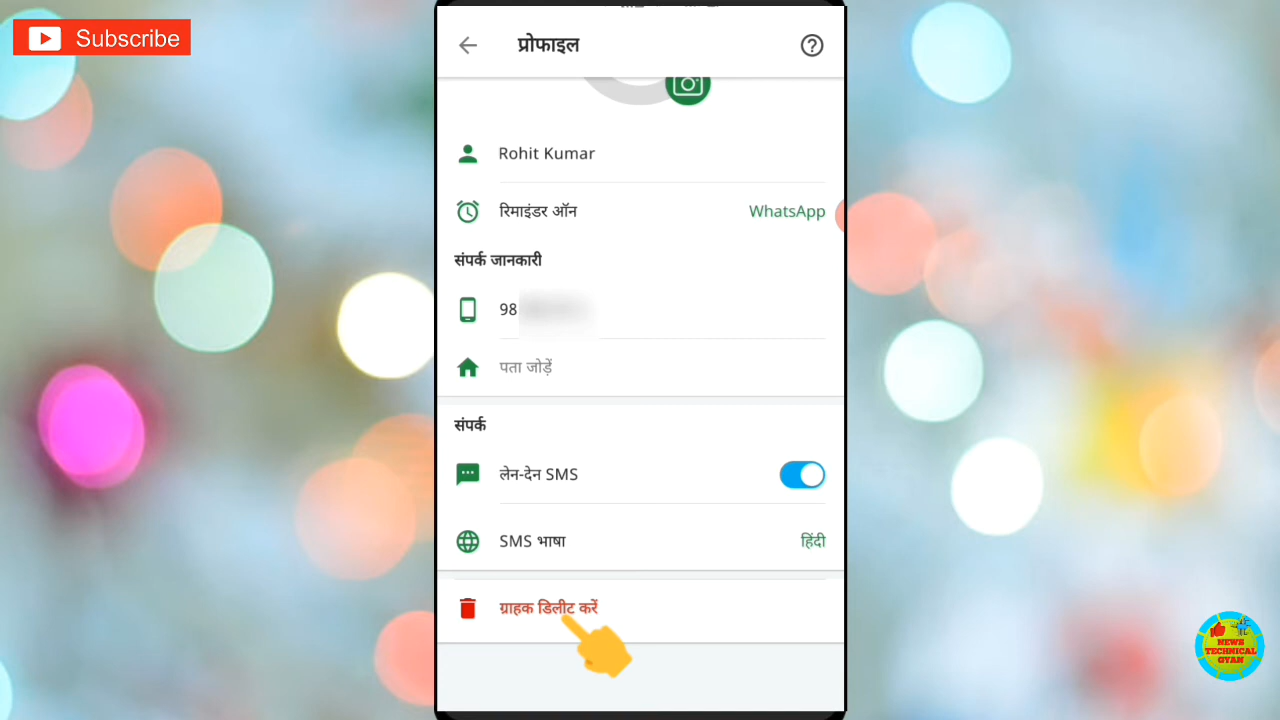 Subscribe
प्रोफाइल
Rohit Kumar
रिमाइंडर ऑन WhatsApp
संपर्क जानकारी
98
पता जोड़ें
संपर्क
लेन-देन SMS
SMS भाषा हिंदी
ग्राहक डिलीट करें
NEWS
TECHNICAL
GYAN